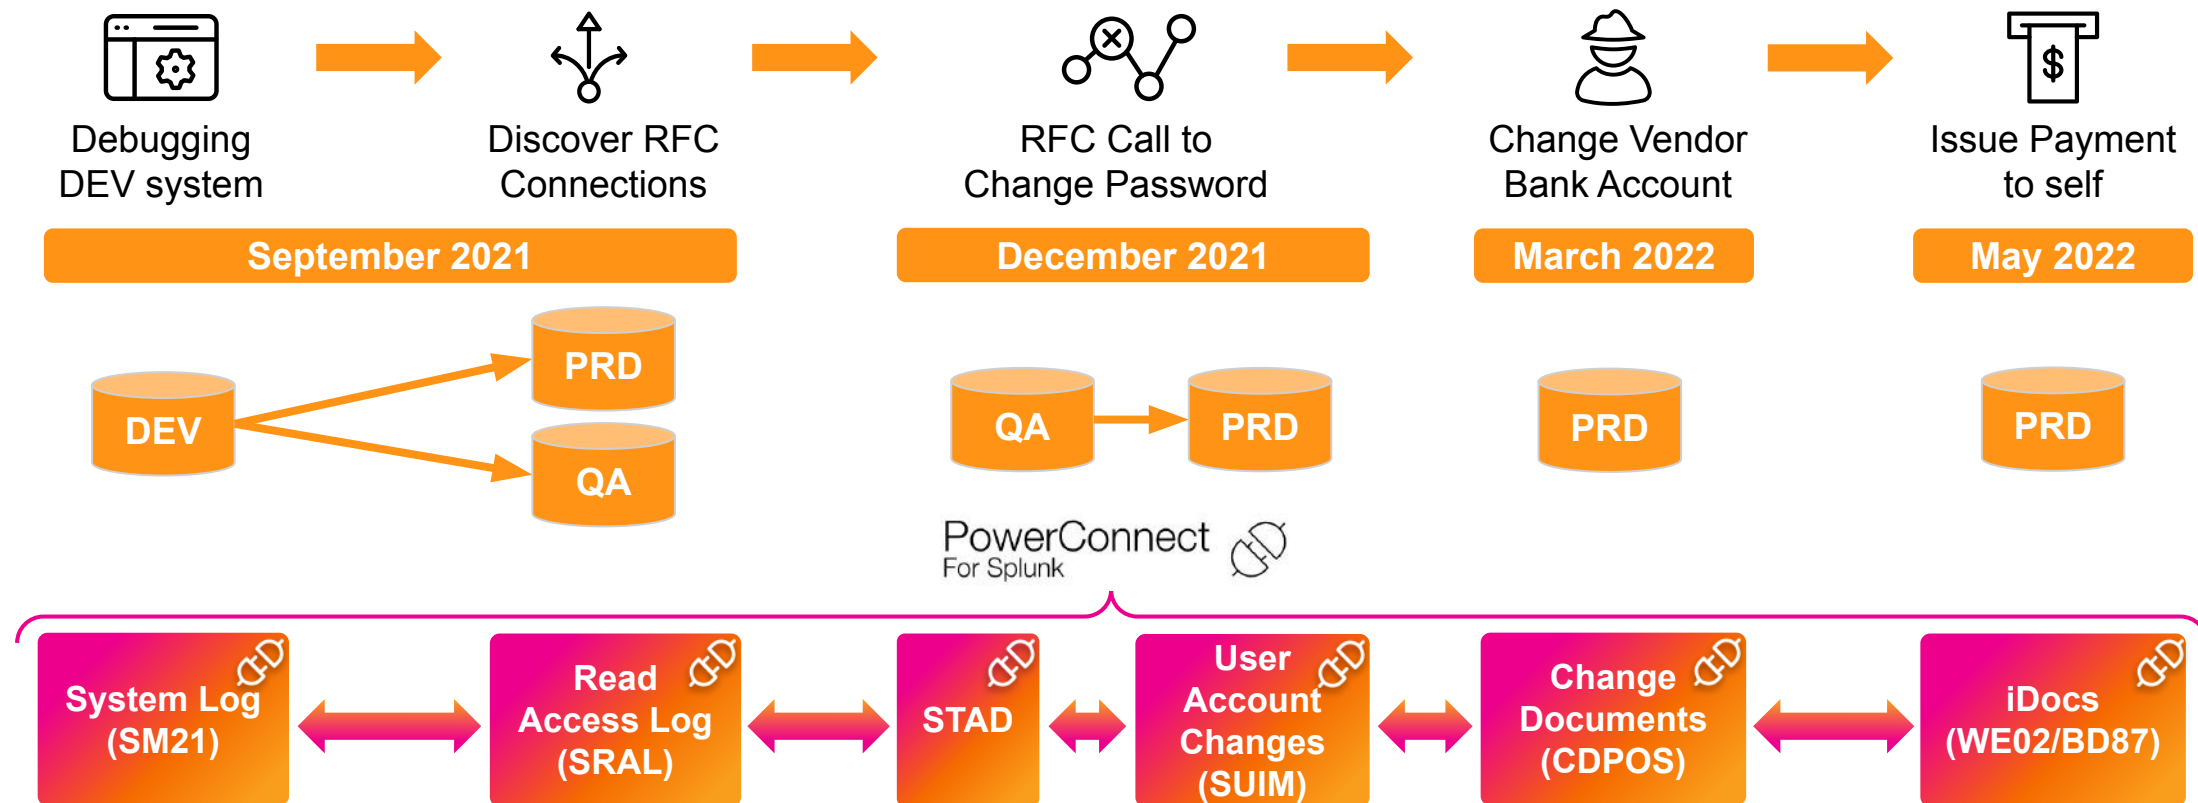 Debugging
DEV system
Discover RFC
Connections
RFC Call to
Change Password
Change Vendor
Bank Account
Issue Payment
to self
September 2021
December 2021
March 2022
May 2022
DEV
PRD
QA
QA
PRD
PRD
PRD
PowerConnect
For Splunk
System Log
(SM21)
Read
Access Log
(SRAL)
STAD
User
Account
Changes
(SUIM)
Change
Documents
(CDPOS)
iDocs
(WE02/BD87)